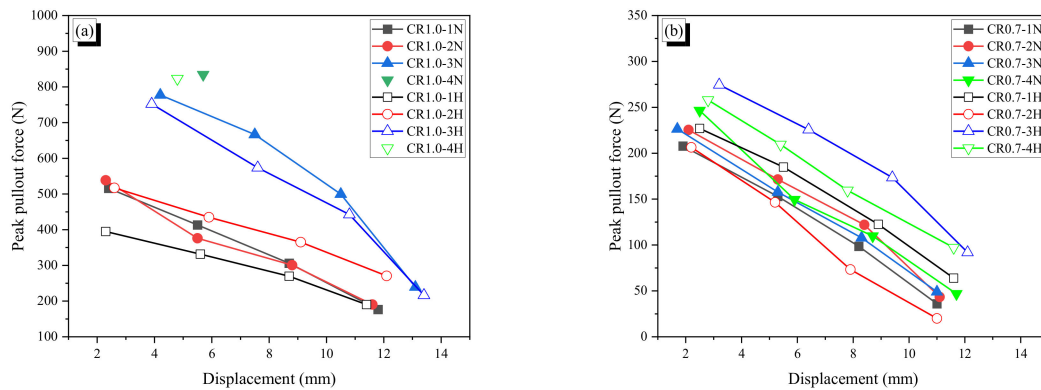 (a)
CR1.0-1N
CR1.0-2N
CR1.0-3N
CR1.0-4N
CR1.0-1H
CR1.0-2H
CR1.0-3H
CR1.0-4H
1000
900
800
700
600
500
400
300
200
100
Peak pullout force (N)
2 4 6 8 10 12 14
Displacement (mm)
(b)
CR0.7-1N
CR0.7-2N
CR0.7-3N
CR0.7-4N
CR0.7-1H
CR0.7-2H
CR0.7-3H
CR0.7-4H
350
300
250
200
150
100
50
0
Peak pullout force (N)
2 4 6 8 10 12 14
Displacement (mm)